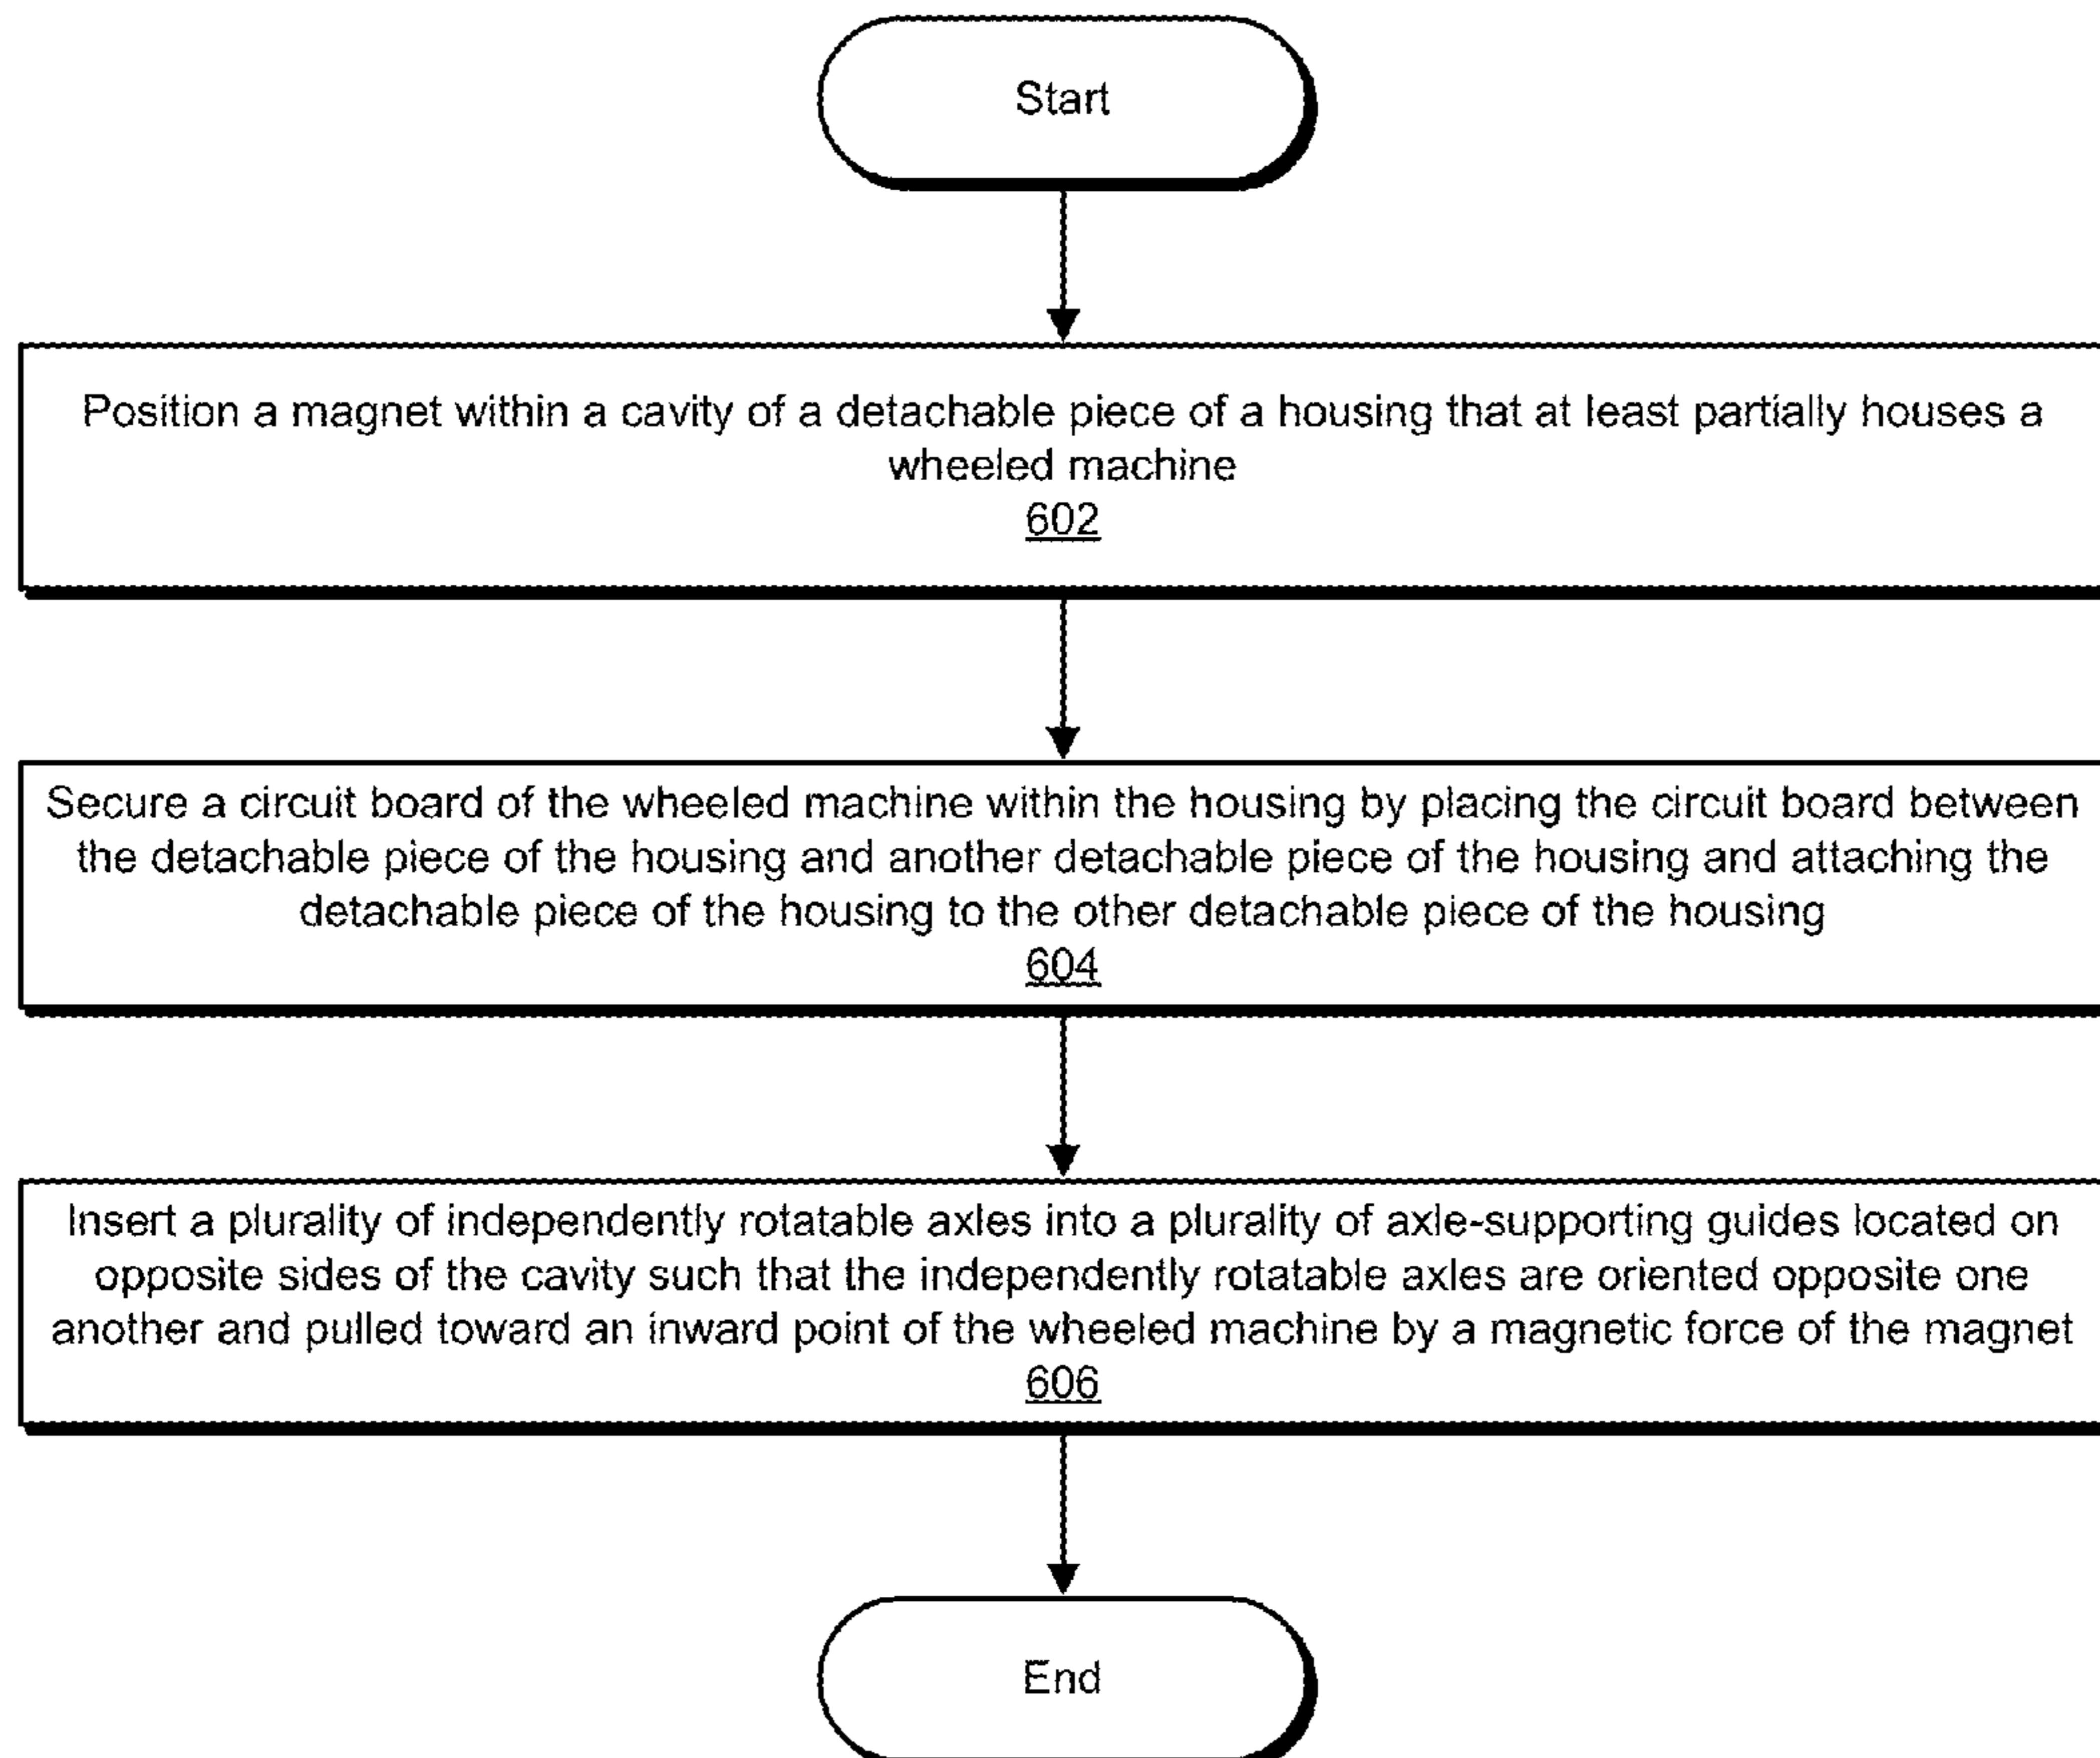 Start
Position a magnet within a cavity of a detachable piece of a housing that at least partially houses a
wheeled machine
602
Secure a circuit board of the wheeled machine within the housing by placing the circuit board between
the detachable piece of the housing and another detachable piece of the housing and attaching the
detachable piece of the housing to the other detachable piece of the housing
604
Insert a plurality of independently rotatable axles into a plurality of axle-supporting guides located on
opposite sides of the cavity such that the independently rotatable axles are oriented opposite one
another and pulled toward an inward point of the wheeled machine by a magnetic force of the magnet
606
End